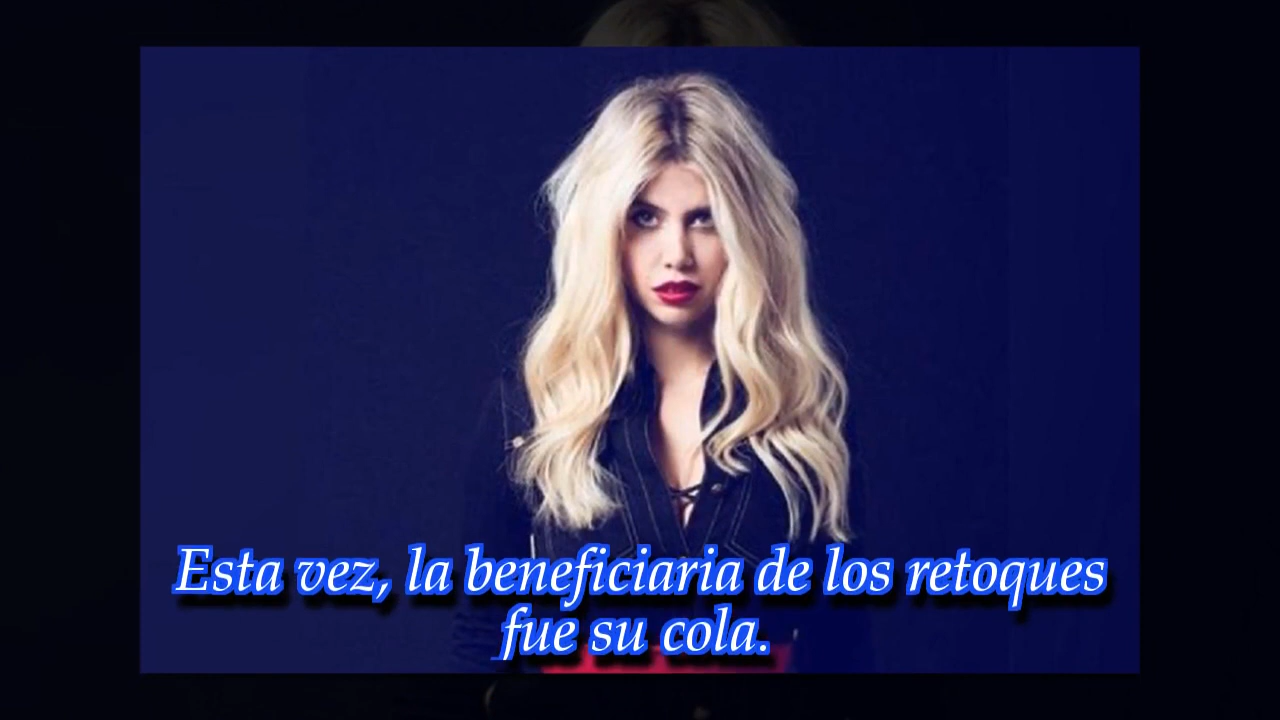 Esta vez, la beneficiaria de los retoques
fue su cola.